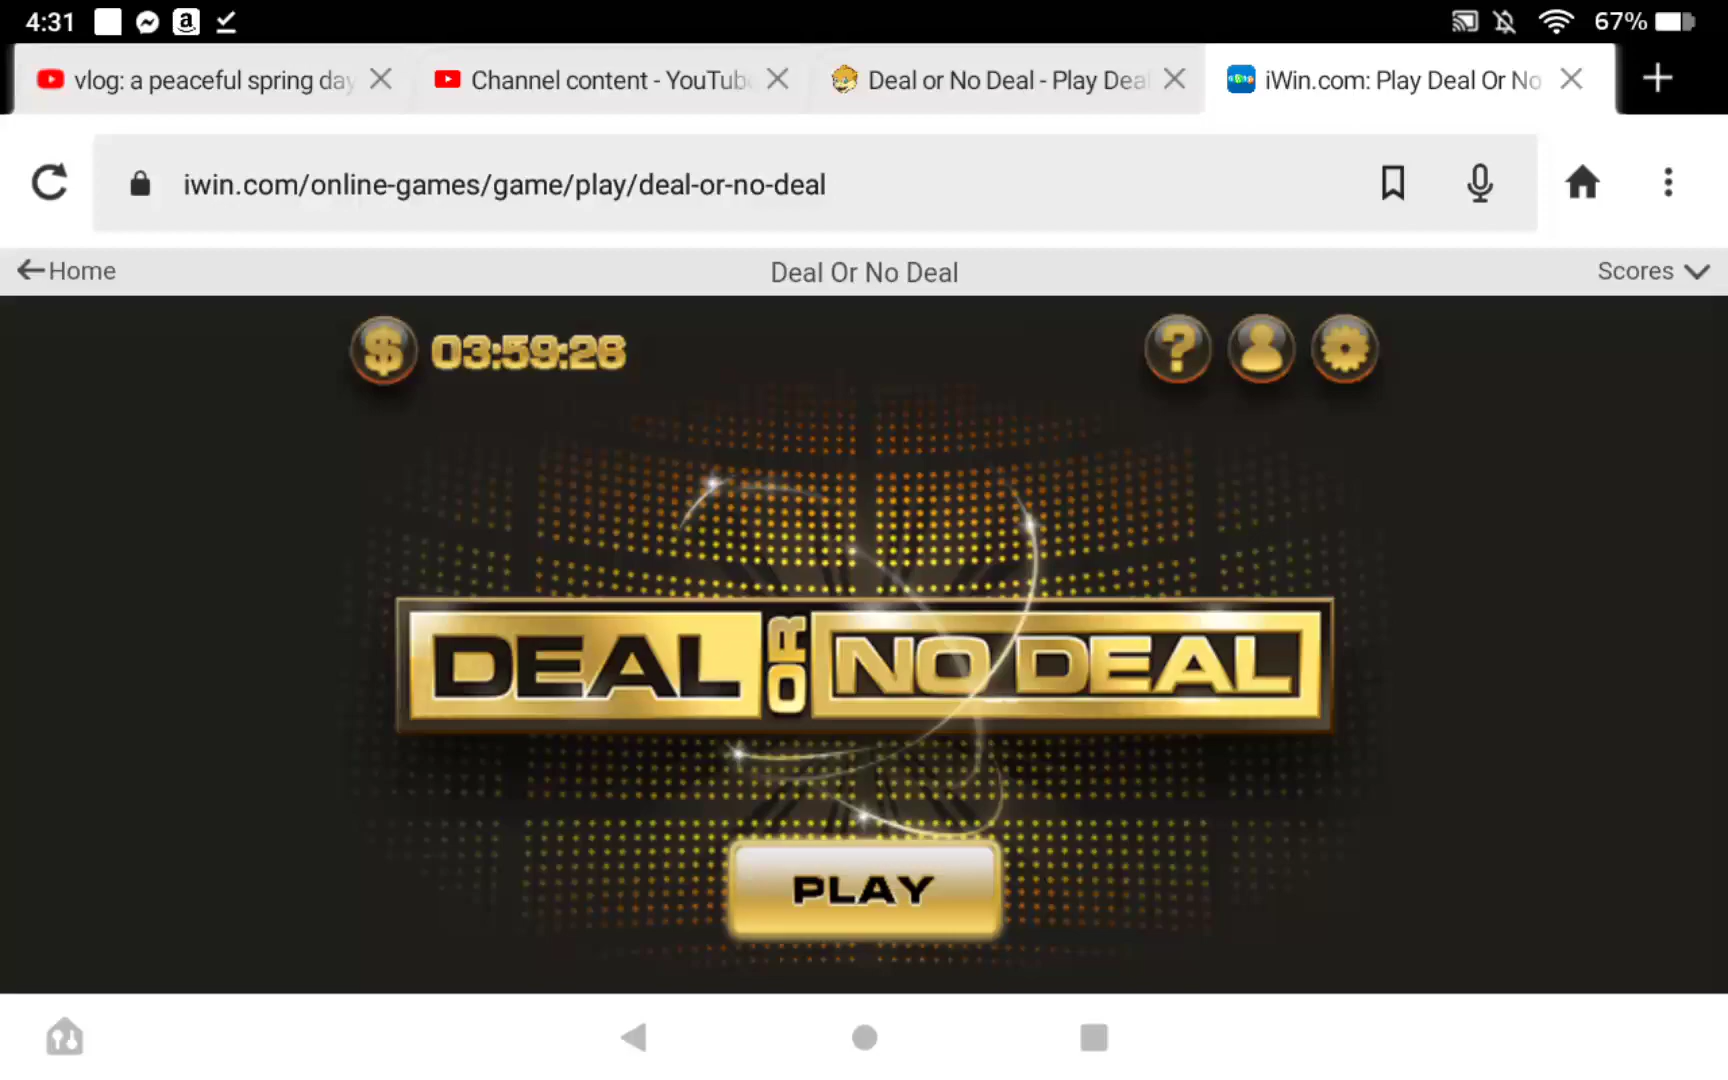 4:31 67%
vlog: a peaceful spring day Channel content - YouTube Deal or No Deal - Play Deal iWin.com: Play Deal Or No
iwin.com/online-games/game/play/deal-or-no-deal
Home Deal Or No Deal Scores
$ 03:59:26 ?
DEAL OR NO DEAL
PLAY